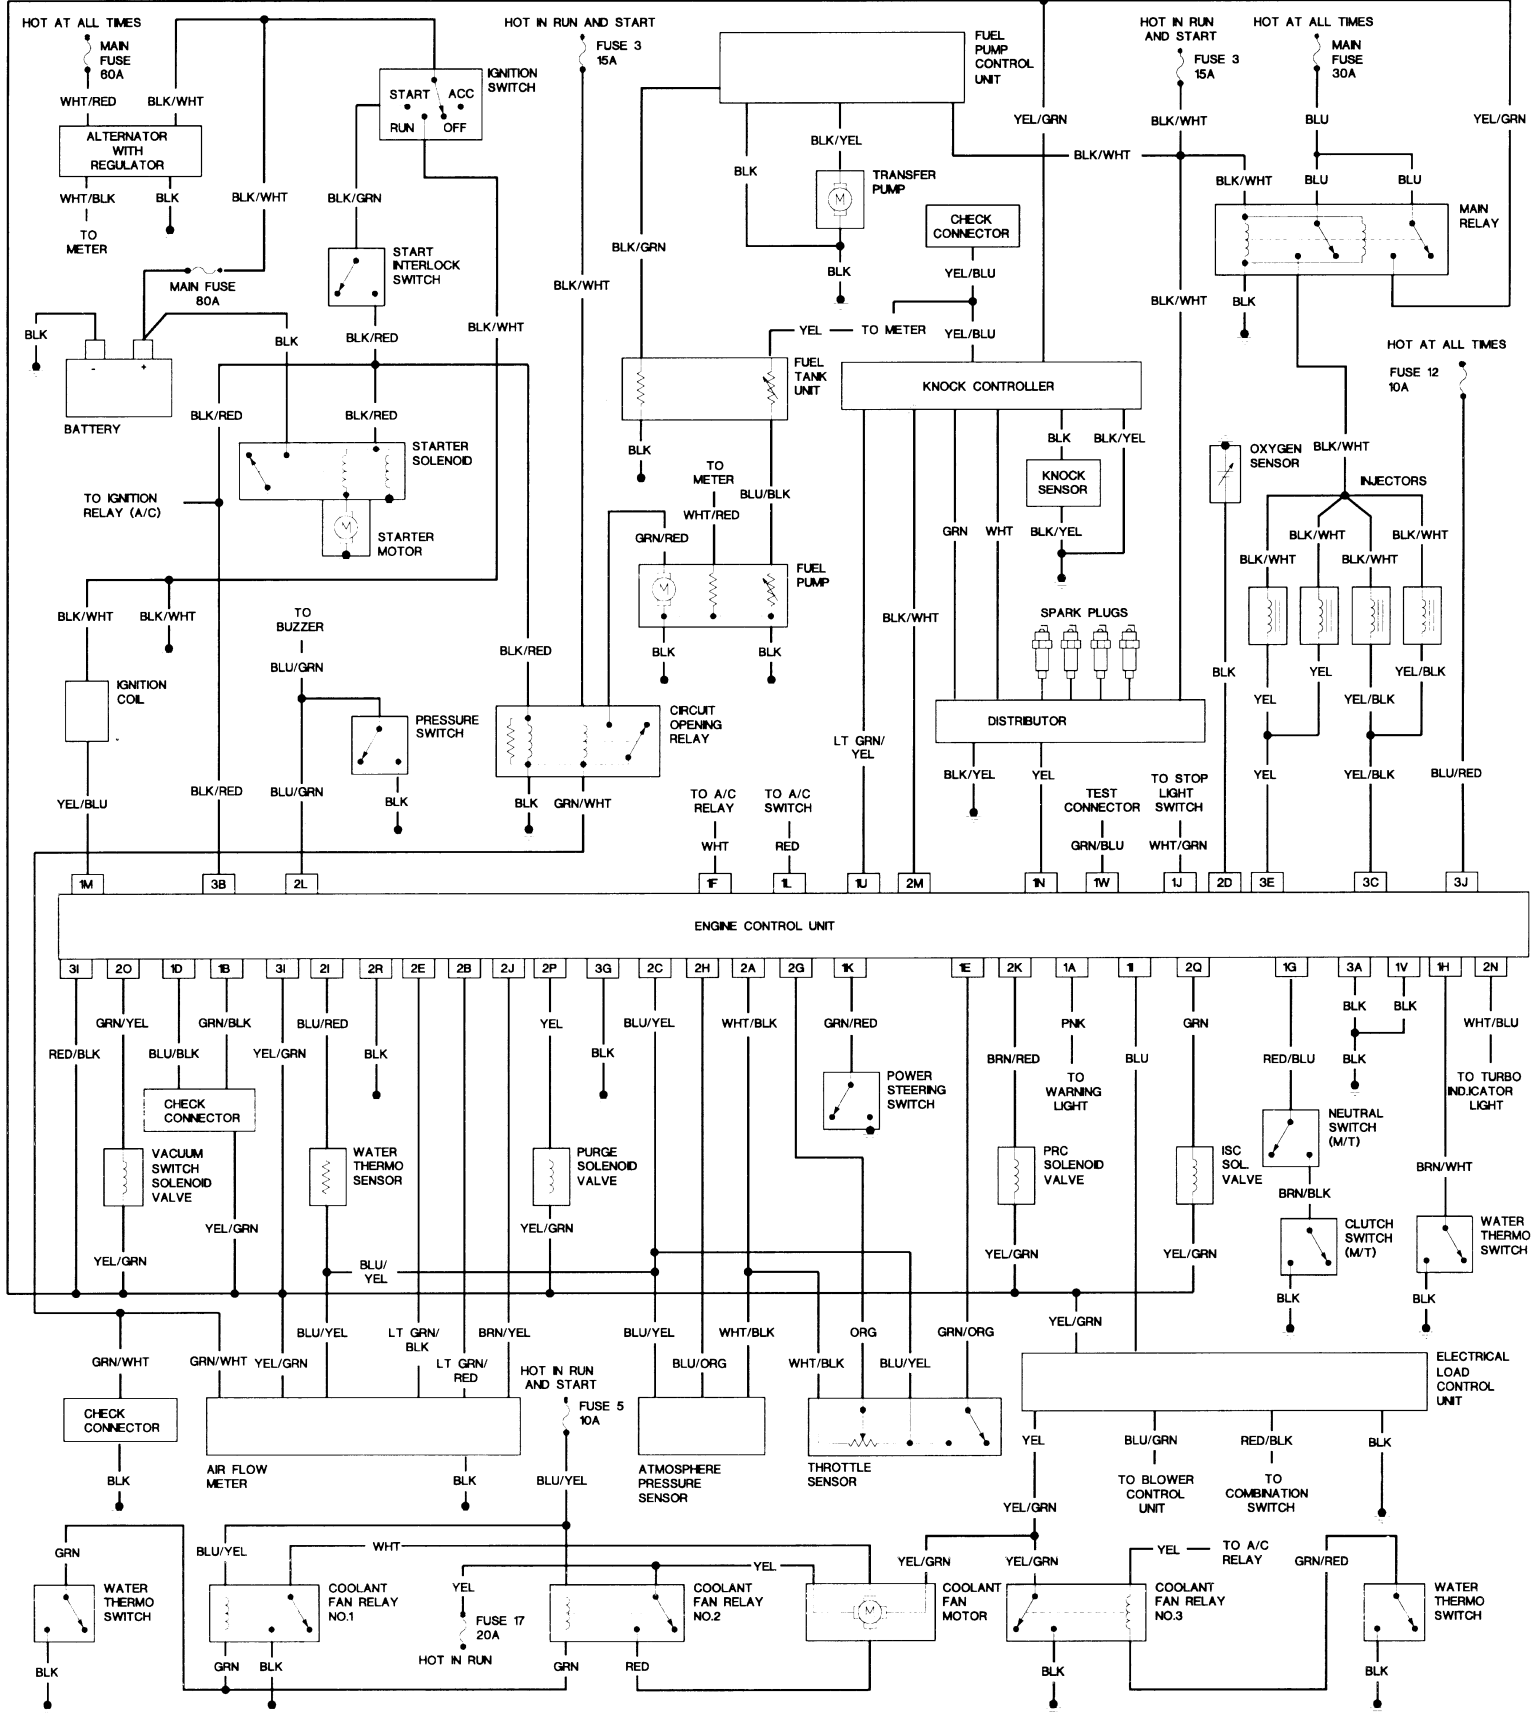 HOT AT ALL TIMES
MAIN
FUSE
60A
WHT/RED
BLK/WHT
ALTERNATOR
WITH
REGULATOR
WHT/BLK
BLK
TO
METER
BLK/WHT
MAIN FUSE
80A
BLK
BLK
-
+
BATTERY
START
ACC
RUN
OFF
IGNITION
SWITCH
BLK/GRN
START
INTERLOCK
SWITCH
BLK/RED
BLK/WHT
BLK/RED
BLK/RED
STARTER
SOLENOID
TO IGNITION
RELAY (A/C)
M
STARTER
MOTOR
HOT IN RUN AND START
FUSE 3
15A
BLK/WHT
FUEL
PUMP
CONTROL
UNIT
BLK
BLK/YEL
BLK/WHT
M
TRANSFER
PUMP
BLK/GRN
BLK
CHECK
CONNECTOR
YEL/BLU
YEL
TO METER
YEL/BLU
YEL/GRN
HOT IN RUN
AND START
FUSE 3
15A
BLK/WHT
BLK/WHT
HOT AT ALL TIMES
MAIN
FUSE
30A
BLU
YEL/GRN
BLK/WHT
BLU
BLU
MAIN
RELAY
BLK
HOT AT ALL TIMES
FUSE 12
10A
FUEL
TANK
UNIT
BLK
TO
METER
BLU/BLK
WHT/RED
GRN/RED
M
FUEL
PUMP
BLK
BLK
KNOCK CONTROLLER
BLK
BLK/YEL
KNOCK
SENSOR
GRN
WHT
BLK/YEL
BLK/WHT
SPARK PLUGS
DISTRIBUTOR
LT GRN/
YEL
BLK/YEL
YEL
TEST
CONNECTOR
GRN/BLU
TO STOP
LIGHT
SWITCH
WHT/GRN
OXYGEN
SENSOR
BLK
BLK/WHT
INJECTORS
BLK/WHT
BLK/WHT
BLK/WHT
BLK/WHT
YEL
YEL
YEL/BLK
YEL/BLK
YEL
YEL/BLK
BLU/RED
BLK/WHT
BLK/WHT
TO
BUZZER
BLU/GRN
IGNITION
COIL
PRESSURE
SWITCH
BLK/RED
CIRCUIT
OPENING
RELAY
YEL/BLU
BLK/RED
BLU/GRN
BLK
BLK
GRN/WHT
TO A/C
RELAY
WHT
TO A/C
SWITCH
RED
1M
3B
2L
1F
1L
1U
2M
1N
1W
1J
2D
3E
3C
3J
ENGINE CONTROL UNIT
3I
2O
1D
1B
3I
2I
2R
2E
2B
2J
2P
3G
2C
2H
2A
2G
1K
1E
2K
1A
1I
2Q
1G
3A
1V
1H
2N
RED/BLK
GRN/YEL
BLU/BLK
GRN/BLK
YEL/GRN
BLU/RED
BLK
YEL
BLK
BLU/YEL
WHT/BLK
GRN/RED
BRN/RED
PNK
BLU
GRN
RED/BLU
BLK
BLK
BLK
WHT/BLU
CHECK
CONNECTOR
VACUUM
SWITCH
SOLENOID
VALVE
WATER
THERMO
SENSOR
PURGE
SOLENOID
VALVE
POWER
STEERING
SWITCH
TO
WARNING
LIGHT
PRC
SOLENOID
VALVE
ISC
SOL.
VALVE
NEUTRAL
SWITCH
(M/T)
TO TURBO
INDICATOR
LIGHT
BRN/WHT
BRN/BLK
CLUTCH
SWITCH
(M/T)
WATER
THERMO
SWITCH
BLK
BLK
YEL/GRN
YEL/GRN
YEL/GRN
BLU/
YEL
YEL/GRN
YEL/GRN
YEL/GRN
BLU/YEL
LT GRN/
BLK
BRN/YEL
LT GRN/
RED
BLU/YEL
WHT/BLK
BLU/ORG
WHT/BLK
ORG
BLU/YEL
GRN/ORG
GRN/WHT
GRN/WHT
YEL/GRN
CHECK
CONNECTOR
BLK
AIR FLOW
METER
BLK
HOT IN RUN
AND START
FUSE 5
10A
BLU/YEL
ATMOSPHERE
PRESSURE
SENSOR
THROTTLE
SENSOR
ELECTRICAL
LOAD
CONTROL
UNIT
YEL
BLU/GRN
RED/BLK
BLK
TO BLOWER
CONTROL
UNIT
TO
COMBINATION
SWITCH
YEL/GRN
GRN
BLU/YEL
WHT
YEL
YEL
YEL/GRN
YEL/GRN
YEL
TO A/C
RELAY
GRN/RED
WATER
THERMO
SWITCH
COOLANT
FAN RELAY
NO.1
FUSE 17
20A
HOT IN RUN
COOLANT
FAN RELAY
NO.2
M
COOLANT
FAN
MOTOR
COOLANT
FAN RELAY
NO.3
WATER
THERMO
SWITCH
BLK
GRN
BLK
GRN
RED
BLK
BLK